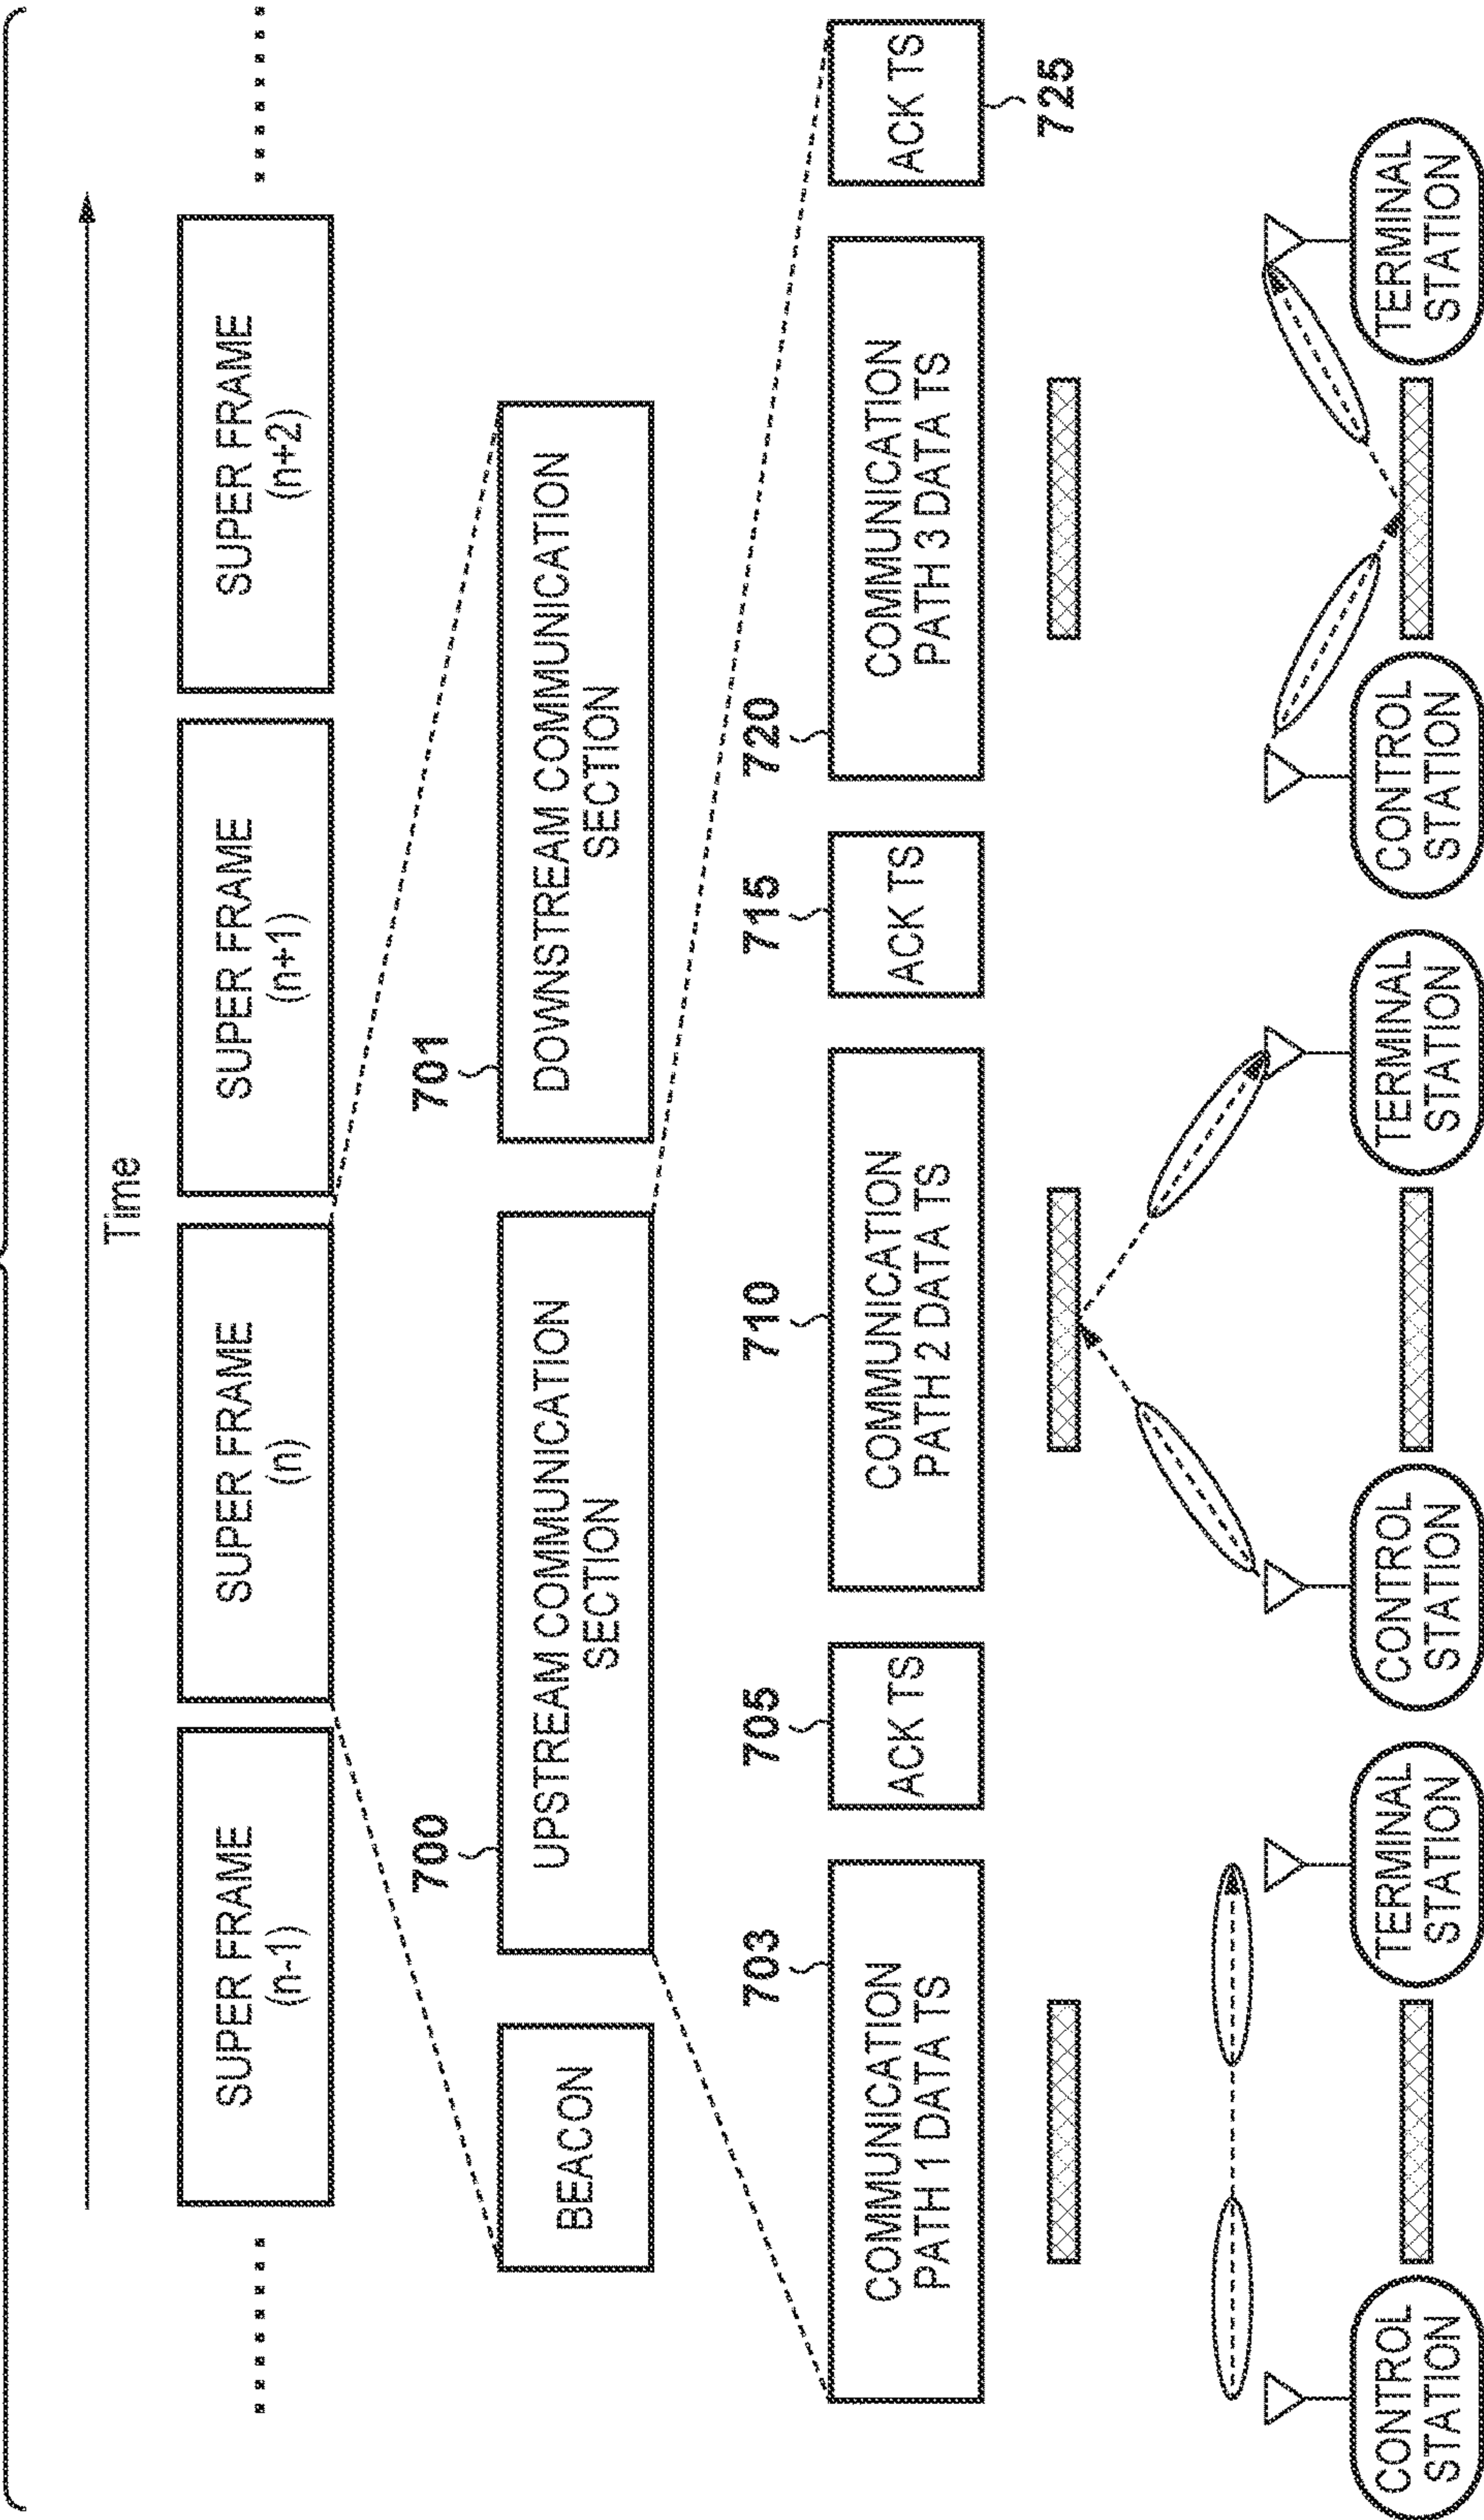 Time
SUPER FRAME
(n-1)
SUPER FRAME
(n)
SUPER FRAME
(n+1)
SUPER FRAME
(n+2)
700
701
BEACON
UPSTREAM COMMUNICATION
SECTION
DOWNSTREAM COMMUNICATION
SECTION
703
705
710
715
720
COMMUNICATION
PATH 1 DATA TS
ACK TS
COMMUNICATION
PATH 2 DATA TS
ACK TS
COMMUNICATION
PATH 3 DATA TS
ACK TS
725
CONTROL
STATION
TERMINAL
STATION
CONTROL
STATION
TERMINAL
STATION
CONTROL
STATION
TERMINAL
STATION